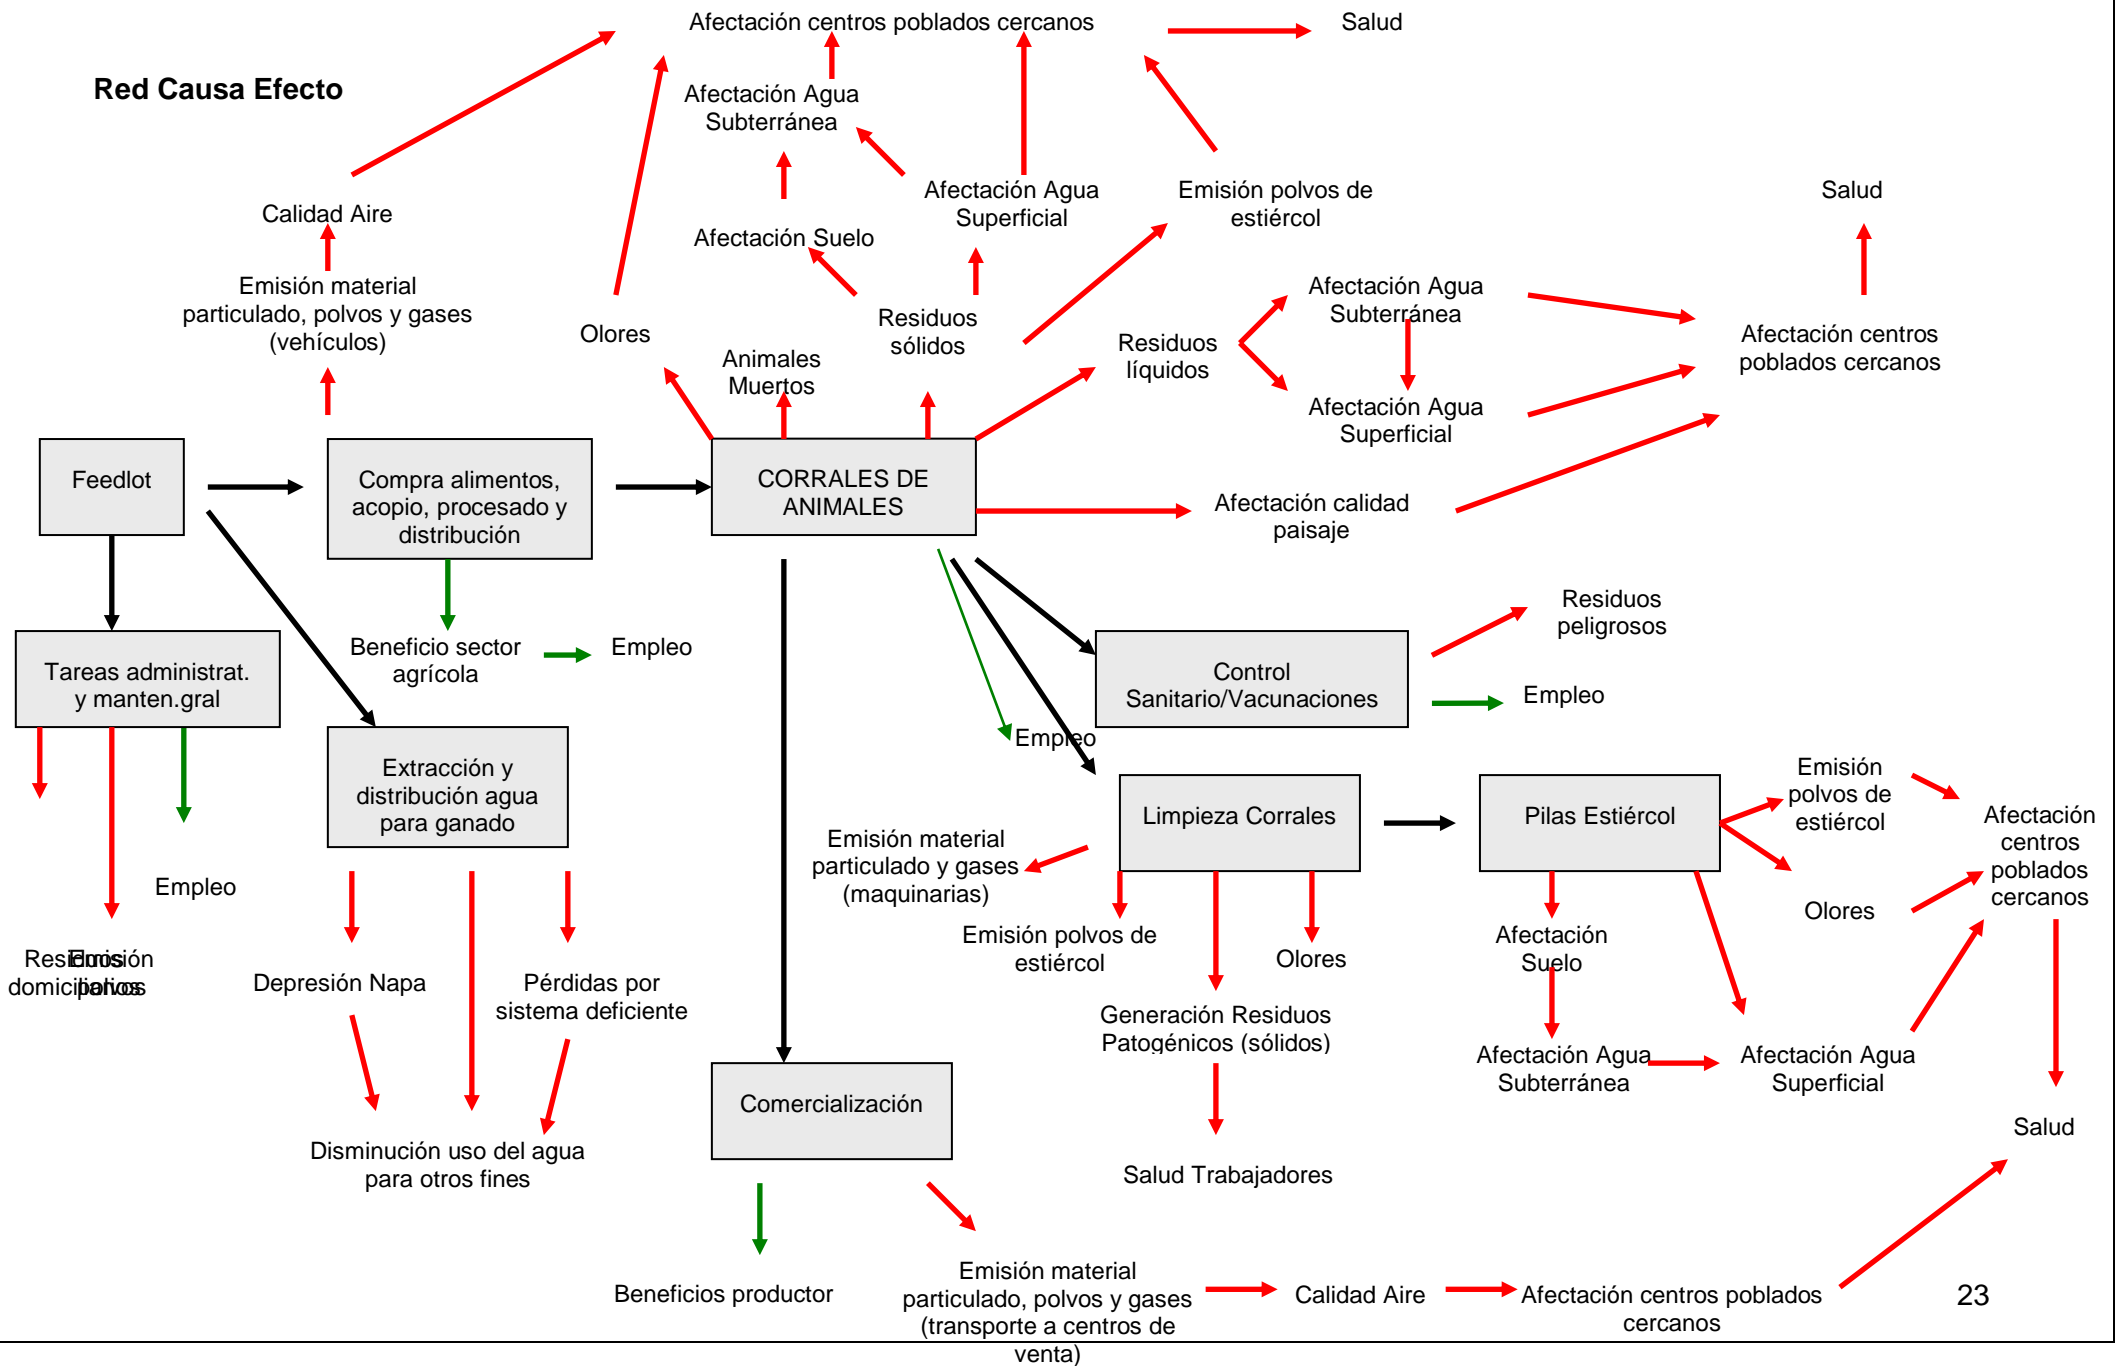 Afectación centros poblados cercanos
Salud
Red Causa Efecto
Afectación Agua
Subterránea
Calidad Aire
Afectación Agua
Superficial
Emisión polvos de
estiércol
Salud
Afectación Suelo
Emisión material
particulado, polvos y gases
(vehículos)
Olores
Animales
Muertos
Residuos
sólidos
Residuos
líquidos
Afectación Agua
Subterránea
Afectación Agua
Superficial
Afectación centros
poblados cercanos
Feedlot
Compra alimentos,
acopio, procesado y
distribución
CORRALES DE
ANIMALES
Afectación calidad
paisaje
Residuos
peligrosos
Beneficio sector
agrícola
Empleo
Tareas administrat.
y manten.gral
Control
Sanitario/Vacunaciones
Empleo
Empleo
Extracción y
distribución agua
para ganado
Limpieza Corrales
Pilas Estiércol
Emisión
polvos de
estiércol
Afectación
centros
poblados
cercanos
Emisión material
particulado y gases
(maquinarias)
Empleo
Olores
Emisión polvos de
estiércol
Olores
Afectación
Suelo
Residuos
domiciliarios
Emisión
polvos
Depresión Napa
Pérdidas por
sistema deficiente
Generación Residuos
Patogénicos (sólidos)
Afectación Agua
Subterránea
Afectación Agua
Superficial
Comercialización
Disminución uso del agua
para otros fines
Salud Trabajadores
Salud
Beneficios productor
Emisión material
particulado, polvos y gases
(transporte a centros de
venta)
Calidad Aire
Afectación centros poblados
cercanos
23